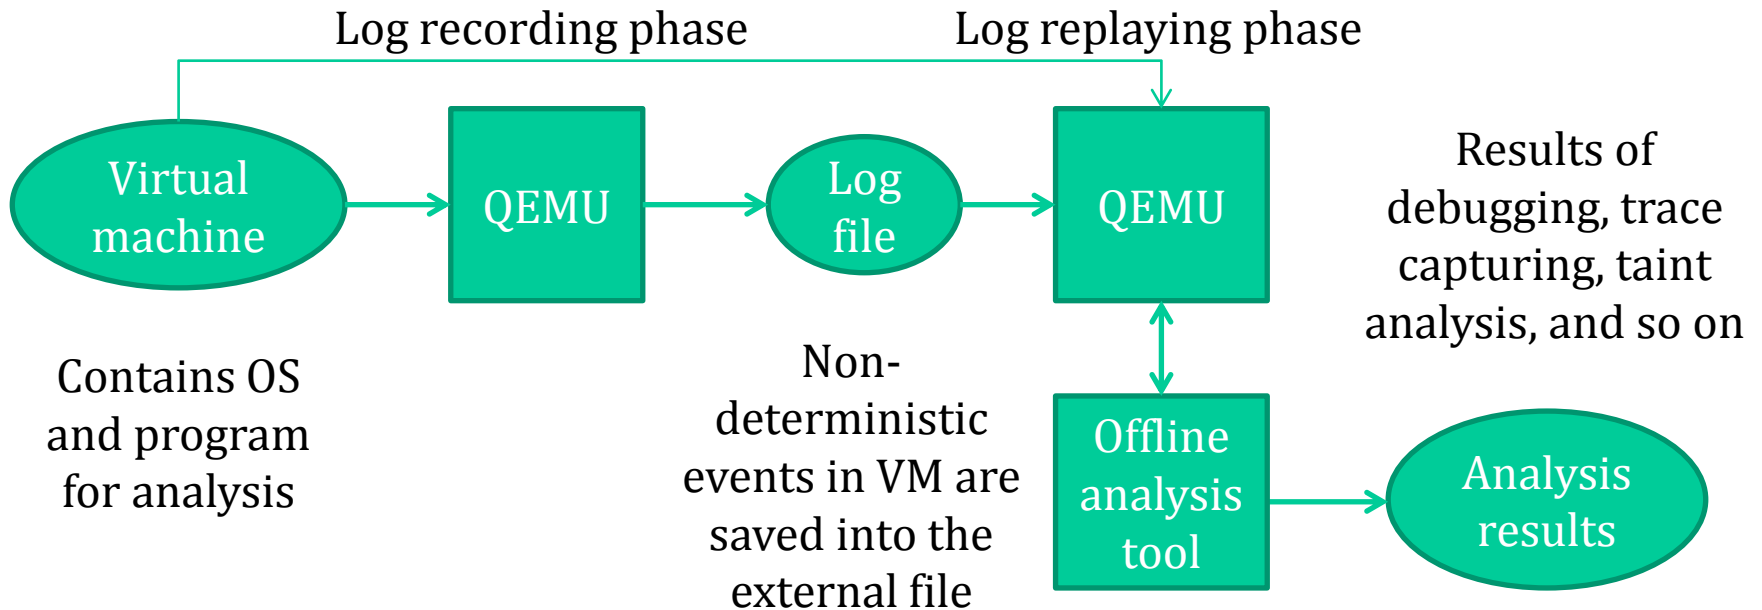 Log recording phase
Log replaying phase
Virtual
machine
QEMU
Log
file
QEMU
Results of
debugging, trace
capturing, taint
analysis, and so on
Contains OS
and program
for analysis
Non-
deterministic
events in VM are
saved into the
external file
Offline
analysis
tool
Analysis
results